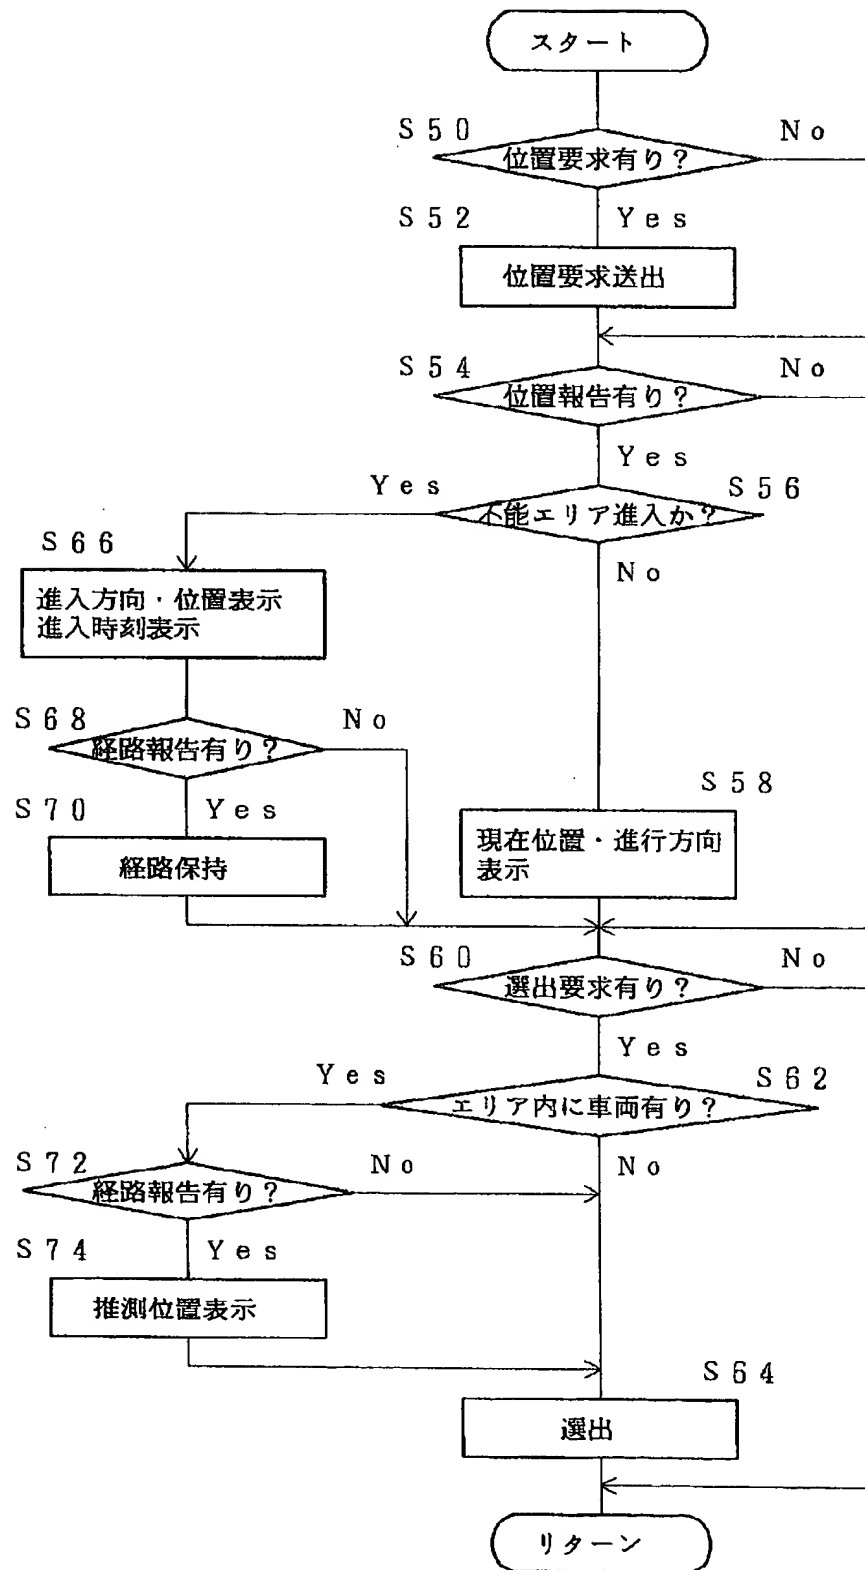 スタート
S50
No
位置要求有り？
S52
Yes
位置要求送出
S54
No
位置報告有り？
Yes
Yes
S56
不能エリア進入か？
S66
No
進入方向・位置表示
進入時刻表示
S68
No
経路報告有り？
S58
S70
Yes
現在位置・進行方向
表示
経路保持
S60
No
選出要求有り？
Yes
Yes
S62
エリア内に車両有り？
S72
No
No
経路報告有り？
S74
Yes
推測位置表示
S64
選出
リターン